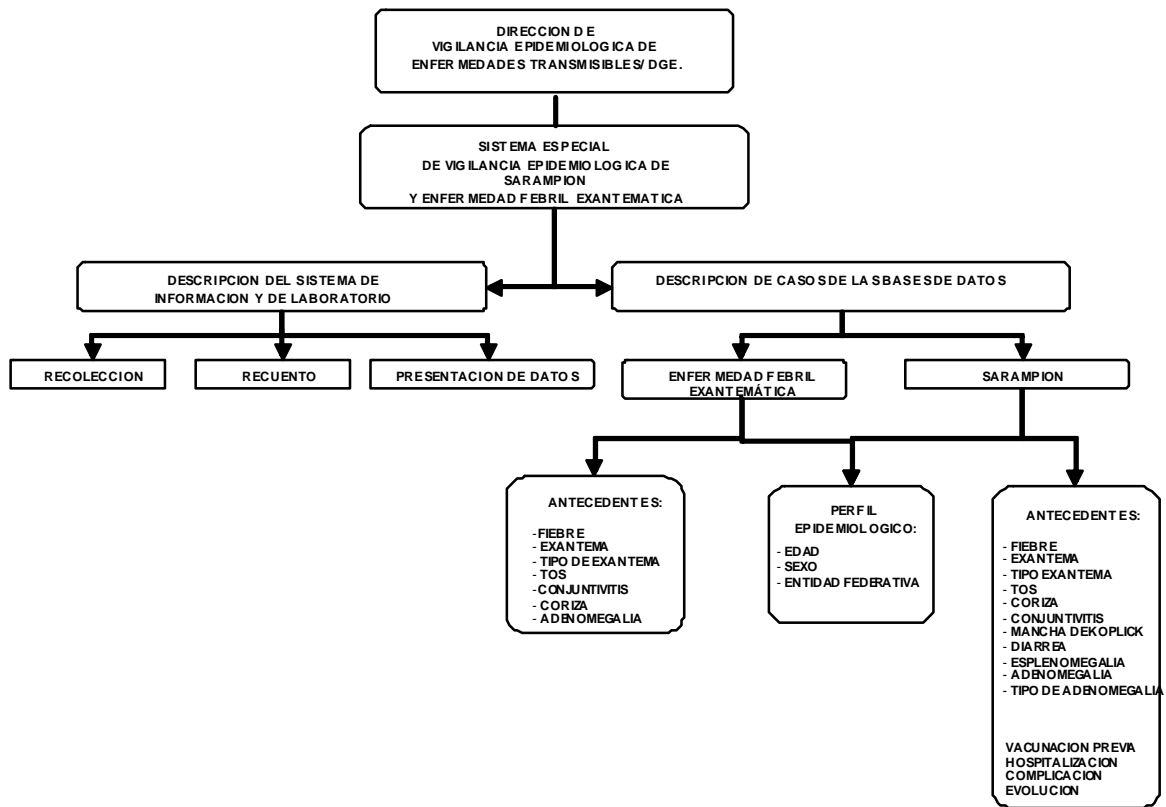 DIRECCION DE
VIGILANCIA EPIDEMIOLOGICA DE
ENFERMEDADES TRANSMISIBLES/ DGE.
SISTEMA ESPECIAL
DE VIGILANCIA EPIDEMIOLOGICA DE
SARAMPION
Y ENFERMEDAD FEBRIL EXANTEMATICA
DESCRIPCION DEL SISTEMA DE
INFORMACION Y DE LABORATORIO
DESCRIPCION DE CASOS DE LA SBASES DE DATOS
RECOLECCION
RECUENTO
PRESENTACION DE DATOS
ENFERMEDAD FEBRIL
EXANTEMÁTICA
SARAMPION
ANTECEDENTES:
-FIEBRE
- EXANTEMA
- TIPO DE EXANTEMA
- TOS
-CONJUNTIVITIS
- CORIZA
- ADENOMEGALIA
PERFIL
EPIDEMIOLOGICO:
- EDAD
- SEXO
- ENTIDAD FEDERATIVA
ANTECEDENTES:
- FIEBRE
- EXANTEMA
- TIPO EXANTEMA
- TOS
- CORIZA
- CONJUNTIVITIS
- MANCHA DEKOPLICK
- DIARREA
- ESPLENOMEGALIA
- ADENOMEGALIA
- TIPO DE ADENOMEGALIA
VACUNACION PREVIA
HOSPITALIZACION
COMPLICACION
EVOLUCION